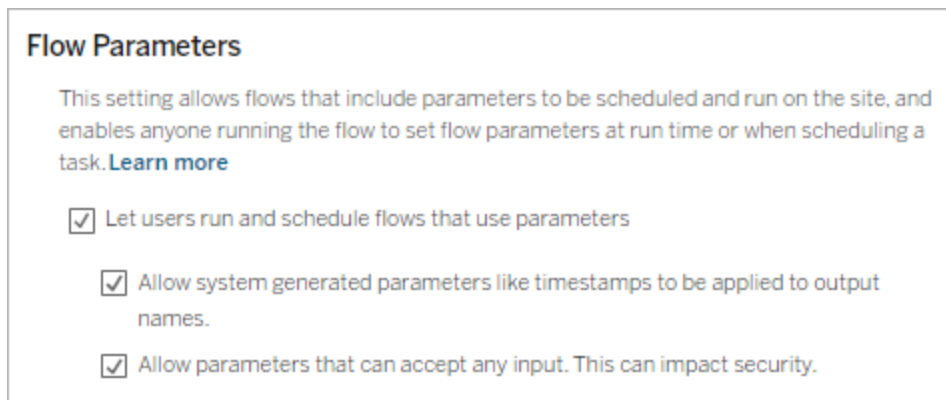 Flow Parameters
This setting allows flows that include parameters to be scheduled and run on the site, and
enables anyone running the flow to set flow parameters at run time or when scheduling a
task. Learn more
Let users run and schedule flows that use parameters
Allow system generated parameters like timestamps to be applied to output
names.
Allow parameters that can accept any input. This can impact security.